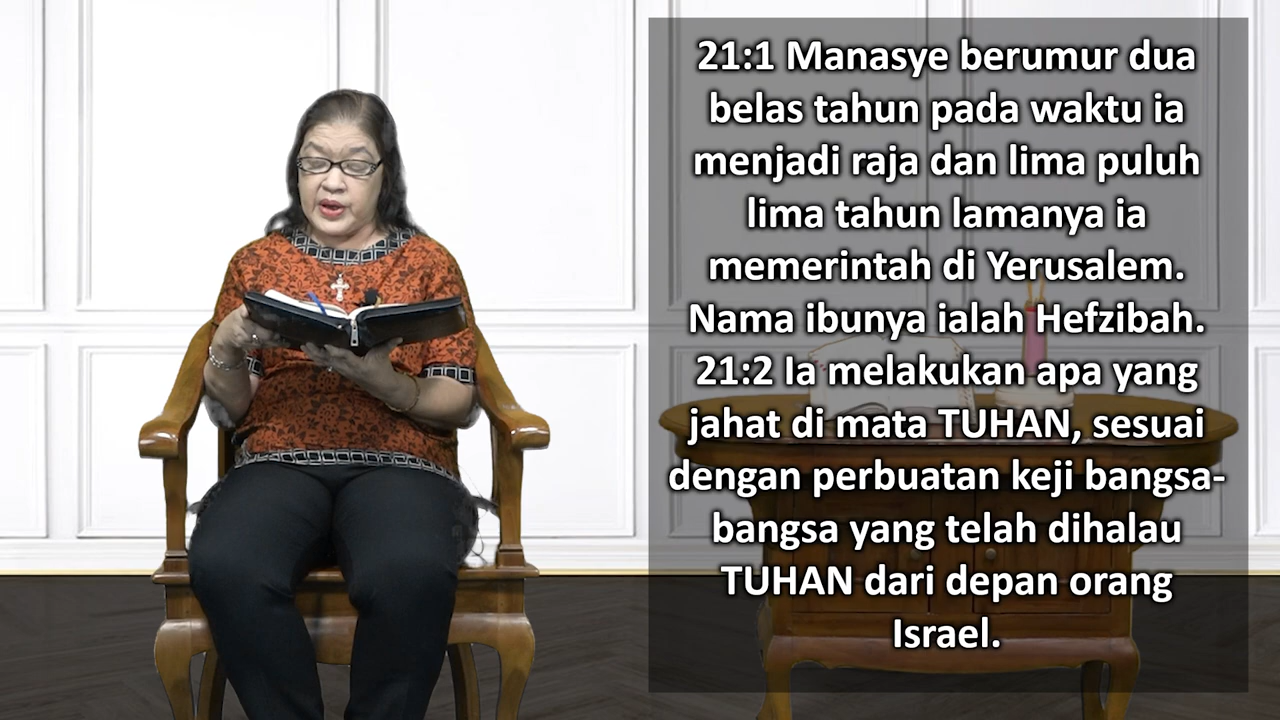 21:1 Manasye berumur dua
belas tahun pada waktu ia
menjadi raja dan lima puluh
lima tahun lamanya ia
memerintah di Yerusalem.
Nama ibunya ialah Hefzibah.
21:2 Ia melakukan apa yang
jahat di mata TUHAN, sesuai
dengan perbuatan keji bangsa-
bangsa yang telah dihalau
TUHAN dari depan orang
Israel.